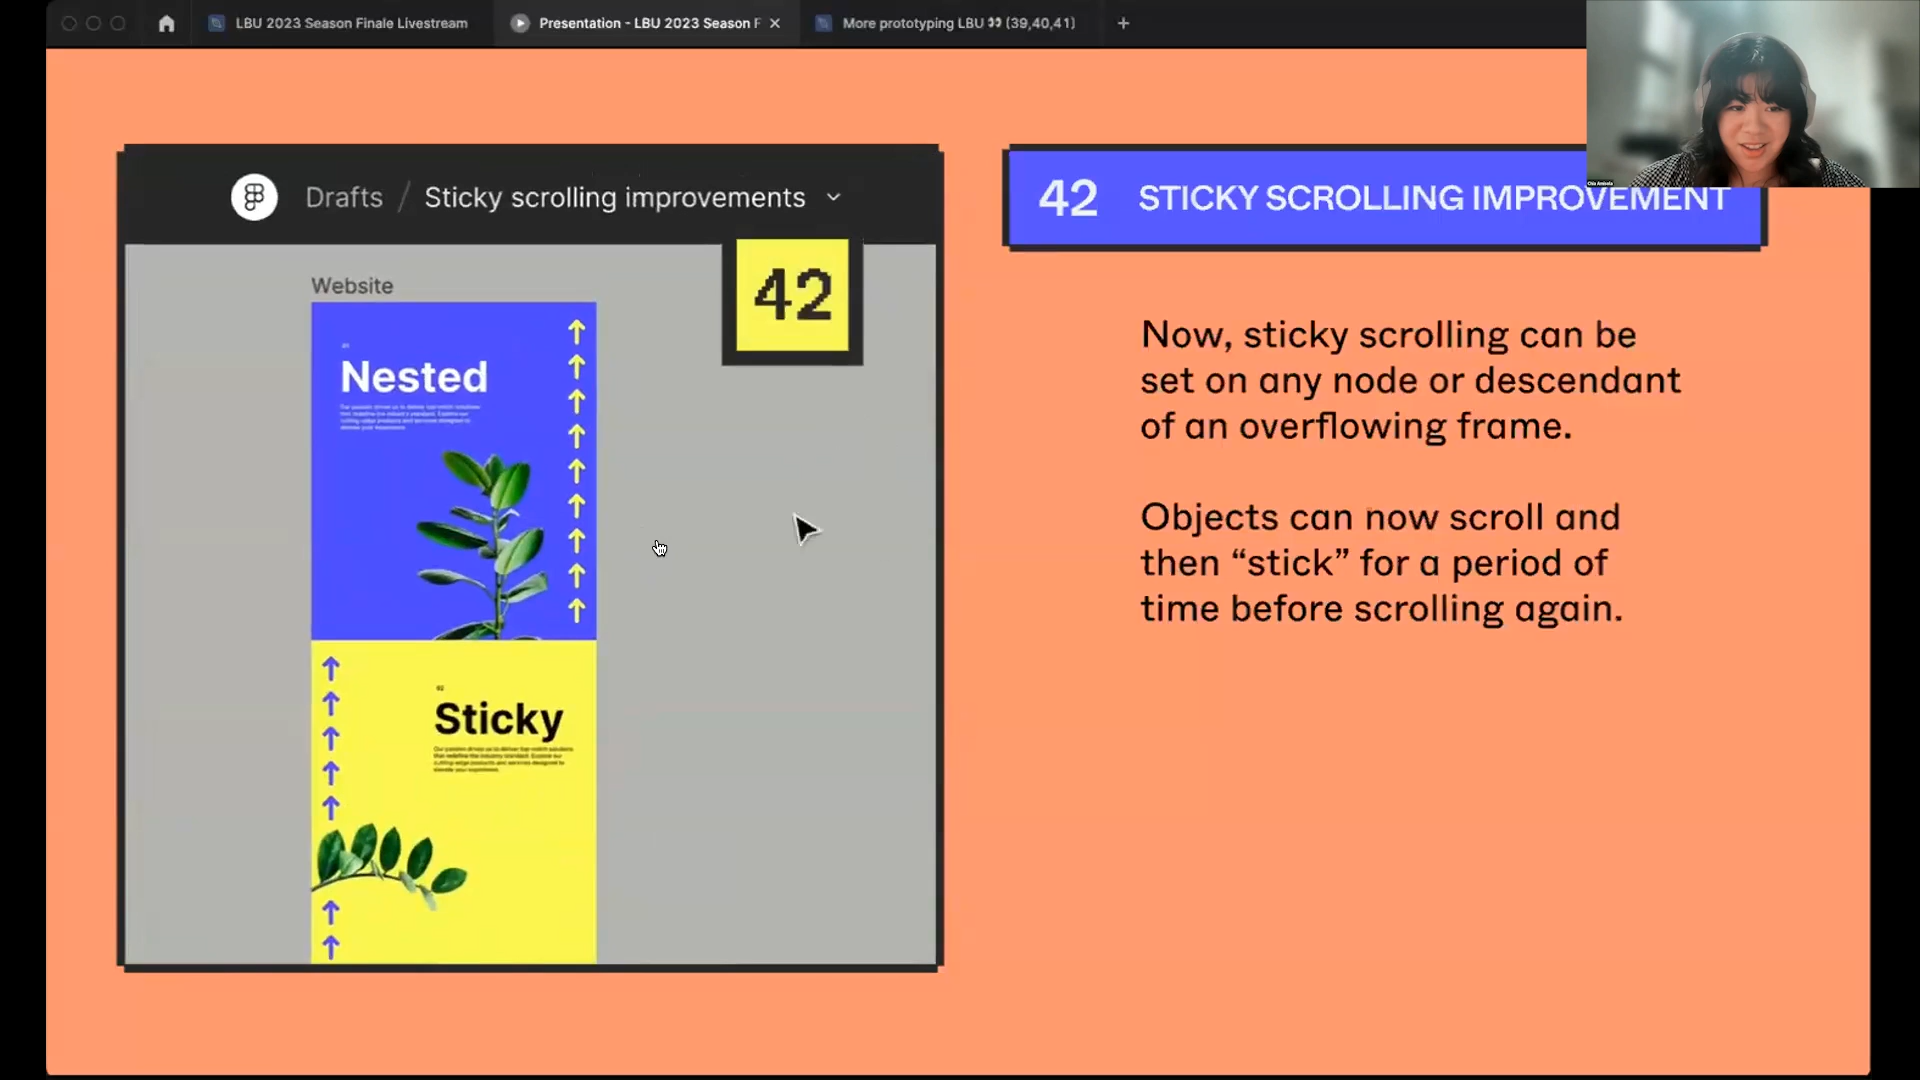 LBU 2023 Season Finale Livestream
Presentation - LBU 2023 Season F
More prototyping LBU 👀 (39,40,41)
Drafts / Sticky scrolling improvements
42
Website
Nested
Sticky
42 STICKY SCROLLING IMPROVEMENT
Now, sticky scrolling can be
set on any node or descendant
of an overflowing frame.
Objects can now scroll and
then “stick” for a period of
time before scrolling again.